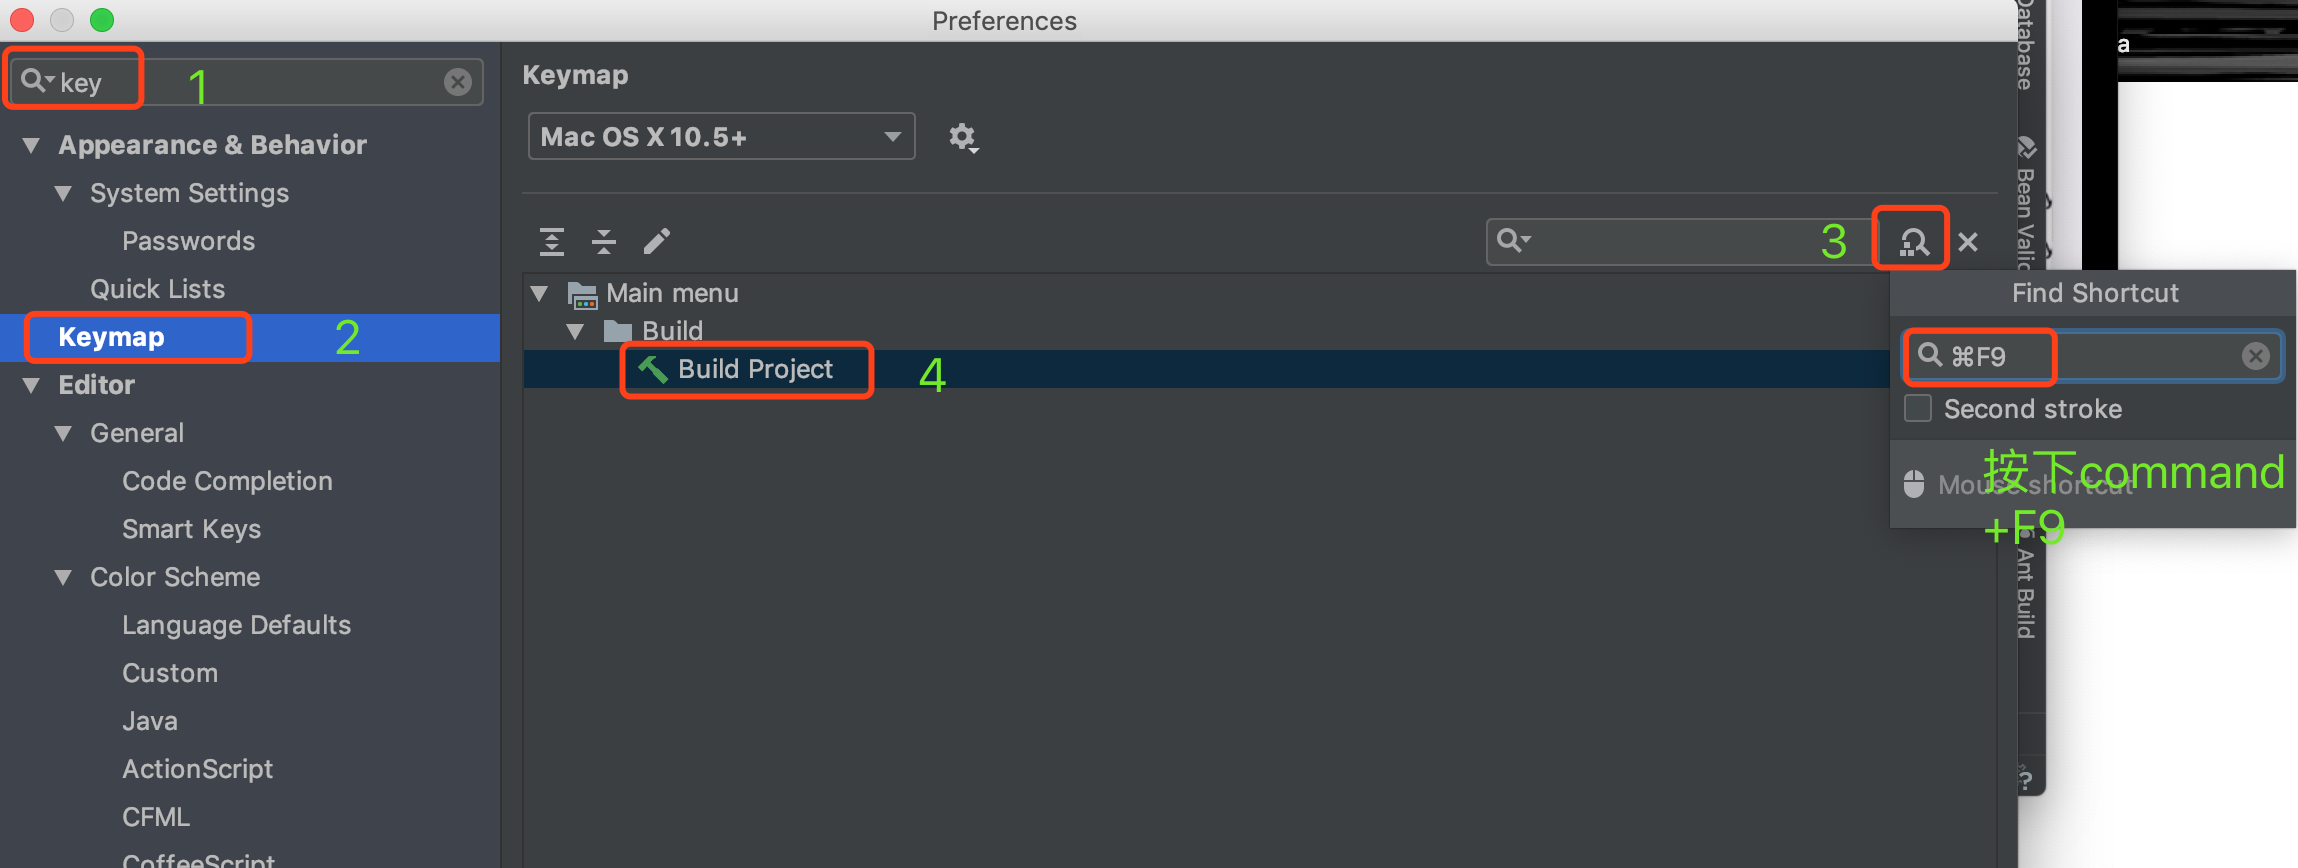 Preferences
key
1
Appearance & Behavior
System Settings
Passwords
Quick Lists
Keymap
2
Editor
General
Code Completion
Smart Keys
Color Scheme
Language Defaults
Custom
Java
ActionScript
CFML
CoffeeScript
Keymap
Mac OS X 10.5+
3
Main menu
Build
Build Project
4
Find Shortcut
⌘F9
Second stroke
Mouse shortcut
按下command
+F9
Database
Bean Valid
Ant Build
a